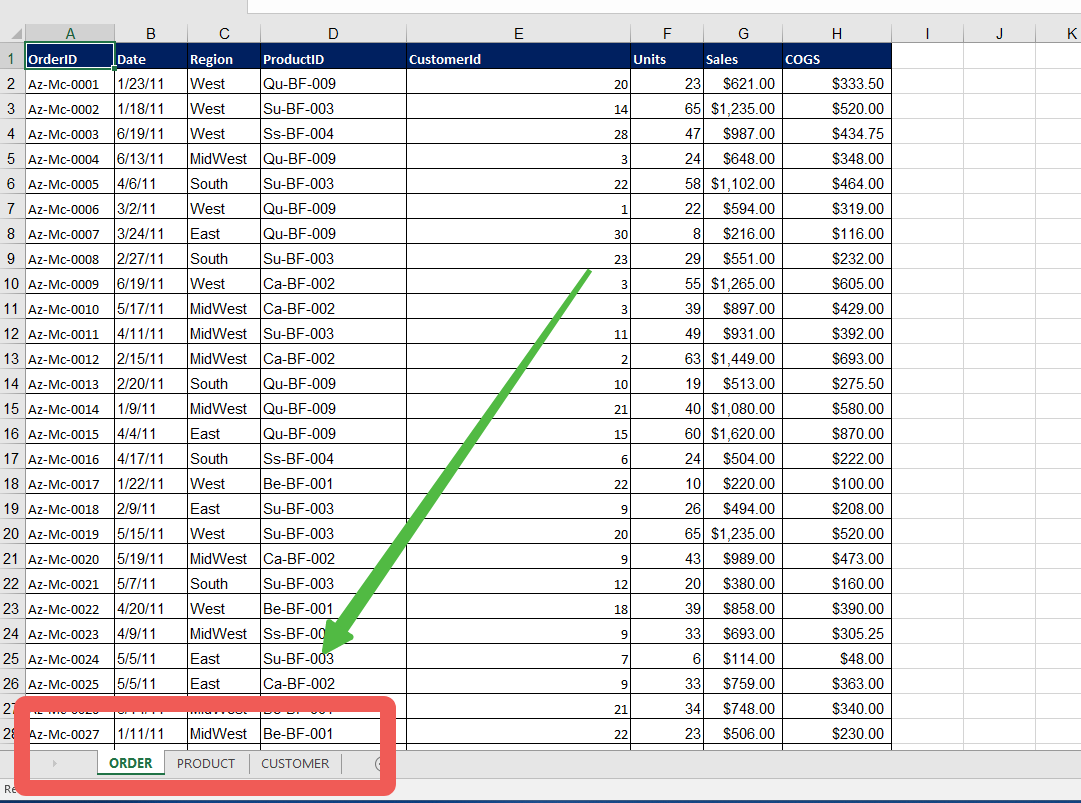 A B C D E F G H I J K
1 OrderID Date Region ProductID CustomerId Units Sales COGS
2 Az-Mc-0001 1/23/11 West Qu-BF-009 20 23 $621.00 $333.50
3 Az-Mc-0002 1/18/11 West Su-BF-003 14 65 $1,235.00 $520.00
4 Az-Mc-0003 6/19/11 West Ss-BF-004 28 47 $987.00 $434.75
5 Az-Mc-0004 6/13/11 MidWest Qu-BF-009 3 24 $648.00 $348.00
6 Az-Mc-0005 4/6/11 South Su-BF-003 22 58 $1,102.00 $464.00
7 Az-Mc-0006 3/2/11 West Qu-BF-009 1 22 $594.00 $319.00
8 Az-Mc-0007 3/24/11 East Qu-BF-009 30 8 $216.00 $116.00
9 Az-Mc-0008 2/27/11 South Su-BF-003 23 29 $551.00 $232.00
10 Az-Mc-0009 6/19/11 West Ca-BF-002 3 55 $1,265.00 $605.00
11 Az-Mc-0010 5/17/11 MidWest Ca-BF-002 3 39 $897.00 $429.00
12 Az-Mc-0011 4/11/11 MidWest Su-BF-003 11 49 $931.00 $392.00
13 Az-Mc-0012 2/15/11 MidWest Ca-BF-002 2 63 $1,449.00 $693.00
14 Az-Mc-0013 2/20/11 South Qu-BF-009 10 19 $513.00 $275.50
15 Az-Mc-0014 1/9/11 MidWest Qu-BF-009 21 40 $1,080.00 $580.00
16 Az-Mc-0015 4/4/11 East Qu-BF-009 15 60 $1,620.00 $870.00
17 Az-Mc-0016 4/17/11 South Ss-BF-004 6 24 $504.00 $222.00
18 Az-Mc-0017 1/22/11 West Be-BF-001 22 10 $220.00 $100.00
19 Az-Mc-0018 2/9/11 East Su-BF-003 9 26 $494.00 $208.00
20 Az-Mc-0019 5/15/11 West Su-BF-003 20 65 $1,235.00 $520.00
21 Az-Mc-0020 5/19/11 MidWest Ca-BF-002 9 43 $989.00 $473.00
22 Az-Mc-0021 5/7/11 South Su-BF-003 12 20 $380.00 $160.00
23 Az-Mc-0022 4/20/11 West Be-BF-001 18 39 $858.00 $390.00
24 Az-Mc-0023 4/9/11 MidWest 9 33 $693.00 $305.25
25 Az-Mc-0024 5/5/11 East Su-BF-003 7 6 $114.00 $48.00
26 Az-Mc-0025 5/5/11 East Ca-BF-002 9 33 $759.00 $363.00
27 21 34 $748.00 $340.00
28 Az-Mc-0027 1/11/11 MidWest Be-BF-001 22 23 $506.00 $230.00
ORDER PRODUCT CUSTOMER